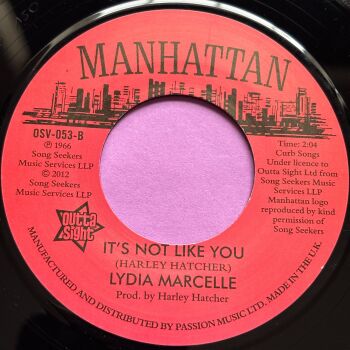 MANHATTAN
OSV-053-B
℗ 1966
Song Seekers
Music Services LLP
© 2012
Song Seekers
Music Services LLP
Time: 2:04
Curb Songs
Under licence to
Outta Sight Ltd from
Song Seekers Music
Services LLP
Manhattan logo
reproduced by kind
permission of
Song Seekers
outta
sight
IT'S NOT LIKE YOU
(HARLEY HATCHER)
LYDIA MARCELLE
Prod. by Harley Hatcher
MANUFACTURED AND DISTRIBUTED BY PASSION MUSIC LTD. MADE IN THE U.K.